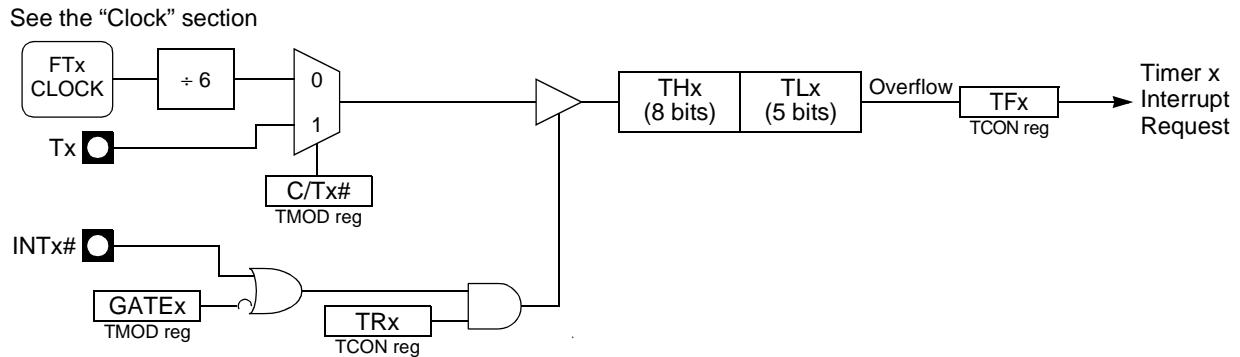 See the “Clock” section
FTx
CLOCK
÷ 6
0
1
Tx
C/Tx#
TMOD reg
THx
(8 bits)
TLx
(5 bits)
Overflow
TFx
TCON reg
Timer x
Interrupt
Request
INTx#
GATEx
TMOD reg
TRx
TCON reg